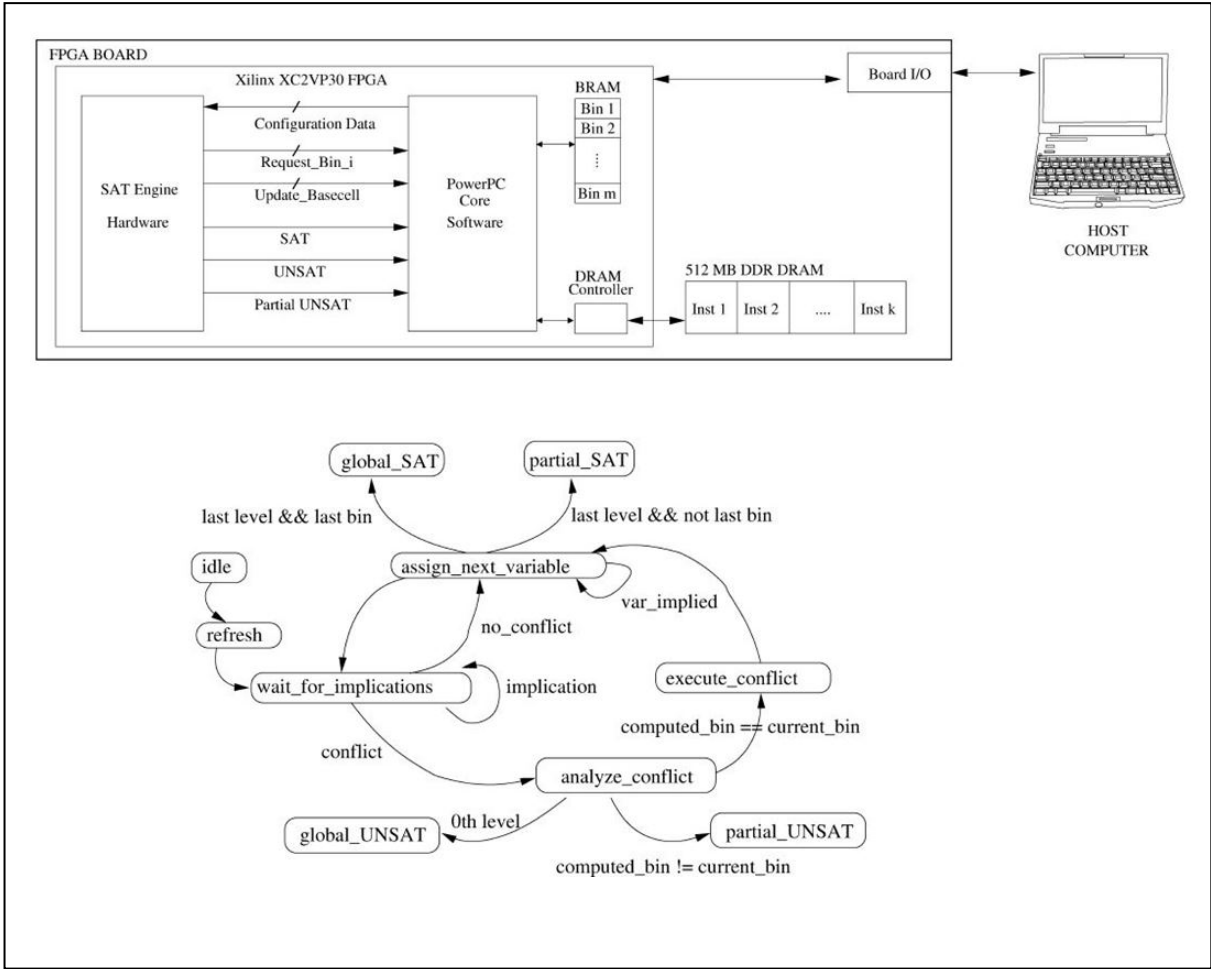 FPGA BOARD
Xilinx XC2VP30 FPGA
Board I/O
SAT Engine
Hardware
Configuration Data
Request_Bin_i
Update_Basecell
SAT
UNSAT
Partial UNSAT
PowerPC
Core
Software
BRAM
Bin 1
Bin 2
Bin m
DRAM
Controller
512 MB DDR DRAM
Inst 1
Inst 2
....
Inst k
HOST
COMPUTER
global_SAT
partial_SAT
last level && last bin
last level && not last bin
idle
assign_next_variable
var_implied
refresh
no_conflict
wait_for_implications
implication
execute_conflict
computed_bin == current_bin
conflict
analyze_conflict
0th level
global_UNSAT
partial_UNSAT
computed_bin != current_bin